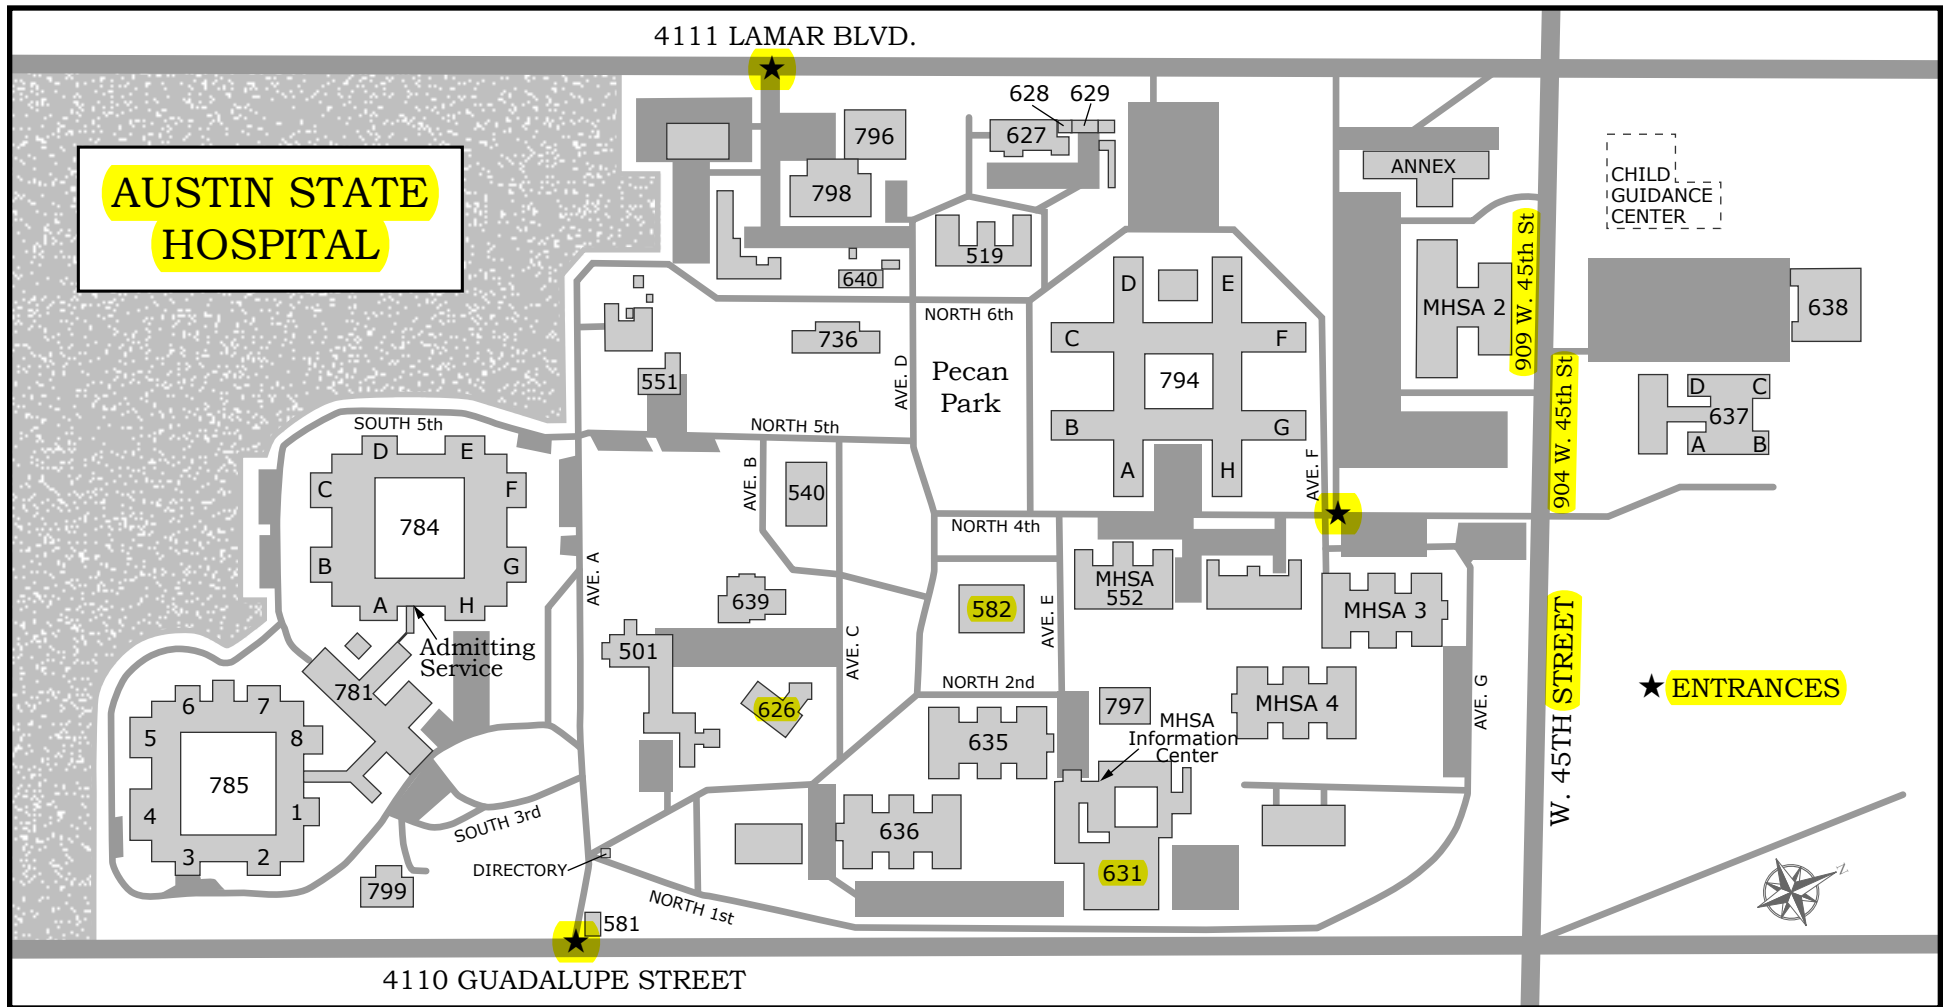 4111 LAMAR BLVD.
AUSTIN STATE
HOSPITAL
628
629
796
627
798
ANNEX
CHILD
GUIDANCE
CENTER
519
640
D
E
909 W. 45th St
MHSA 2
638
NORTH 6th
736
C
F
551
AVE. D
Pecan
Park
794
904 W. 45th St
D
C
637
A
B
SOUTH 5th
NORTH 5th
B
G
D
E
C
F
AVE. B
540
A
H
AVE. F
784
NORTH 4th
B
G
AVE. A
MHSA
552
A
H
639
582
AVE. E
MHSA 3
Admitting
Service
501
AVE. C
W. 45TH STREET
781
NORTH 2nd
ENTRANCES
6
7
626
797
MHSA 4
AVE. G
5
8
635
MHSA
Information
Center
785
4
1
SOUTH 3rd
636
3
2
DIRECTORY
631
799
NORTH 1st
N
581
4110 GUADALUPE STREET